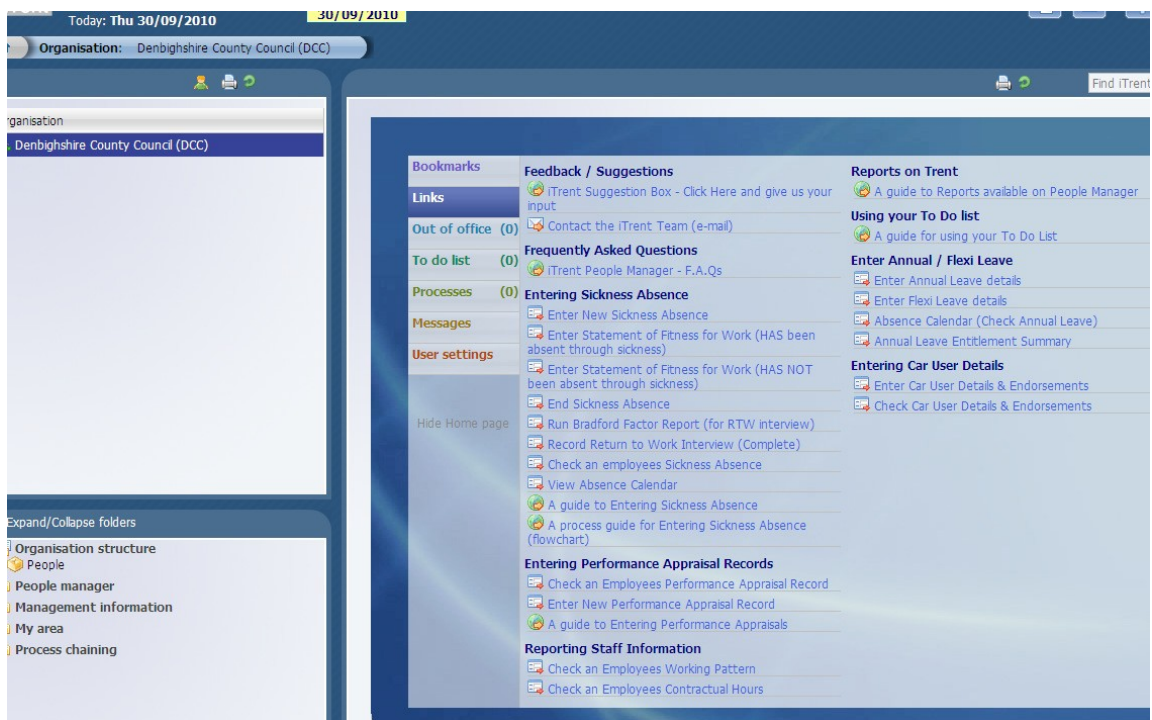 Today: Thu 30/09/2010
30/09/2010
Organisation: Denbighshire County Council (DCC)
Find iTrent
rganisation
Denbighshire County Council (DCC)
Bookmarks
Links
Out of office (0)
To do list (0)
Processes (0)
Messages
User settings
Hide Home page
Feedback / Suggestions
iTrent Suggestion Box - Click Here and give us your
input
Contact the iTrent Team (e-mail)
Frequently Asked Questions
iTrent People Manager - F.A.Qs
Entering Sickness Absence
Enter New Sickness Absence
Enter Statement of Fitness for Work (HAS been
absent through sickness)
Enter Statement of Fitness for Work (HAS NOT
been absent through sickness)
End Sickness Absence
Run Bradford Factor Report (for RTW interview)
Record Return to Work Interview (Complete)
Check an employees Sickness Absence
View Absence Calendar
A guide to Entering Sickness Absence
A process guide for Entering Sickness Absence
(flowchart)
Entering Performance Appraisal Records
Check an Employees Performance Appraisal Record
Enter New Performance Appraisal Record
A guide to Entering Performance Appraisals
Reporting Staff Information
Check an Employees Working Pattern
Check an Employees Contractual Hours
Reports on Trent
A guide to Reports available on People Manager
Using your To Do list
A guide for using your To Do List
Enter Annual / Flexi Leave
Enter Annual Leave details
Enter Flexi Leave details
Absence Calendar (Check Annual Leave)
Annual Leave Entitlement Summary
Entering Car User Details
Enter Car User Details & Endorsements
Check Car User Details & Endorsements
Expand/Collapse folders
Organisation structure
People
People manager
Management information
My area
Process chaining